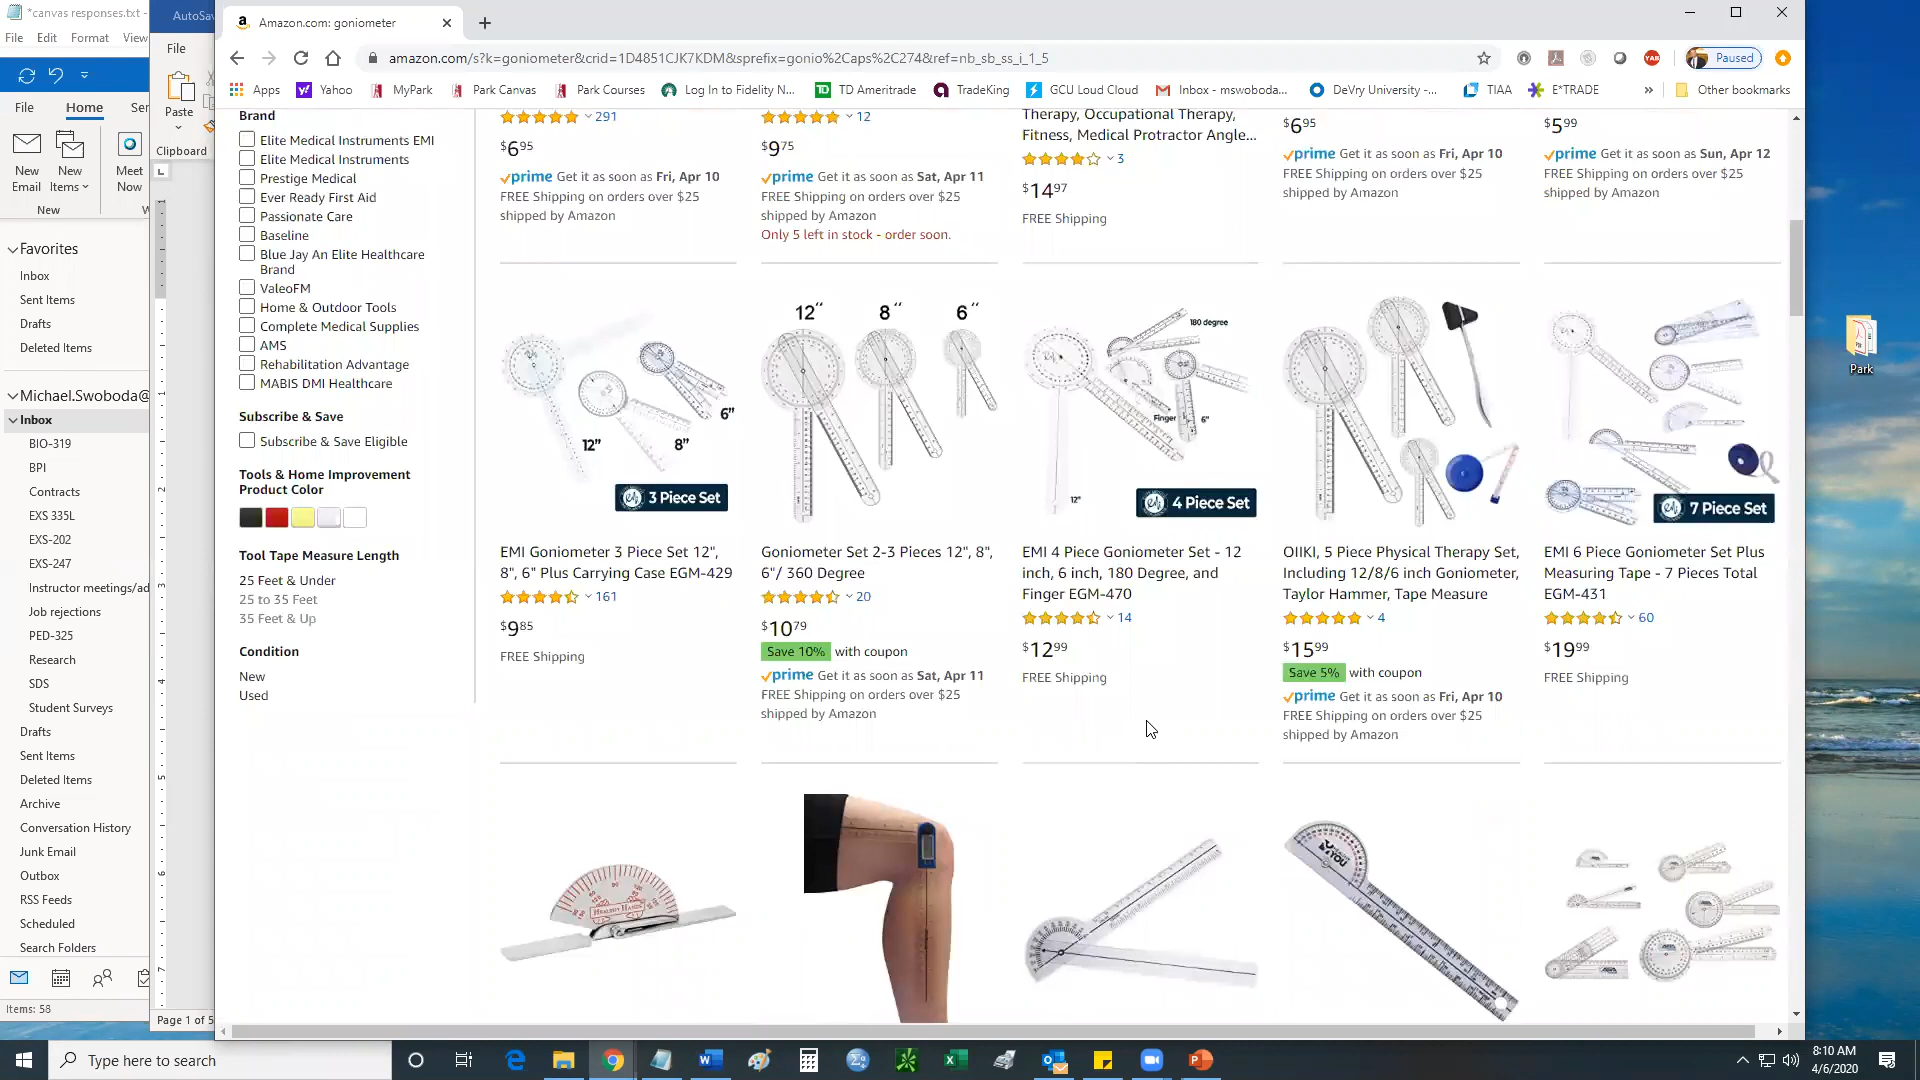 *canvas responses.txt -
File
Edit
Format
View
AutoSav
File
File
Home
Ser
New
Email
New
Items
Meet
Now
New
Paste
Clipboard
Favorites
Inbox
Sent Items
Drafts
Deleted Items
Michael.Swoboda@
Inbox
BIO-319
BPI
Contracts
EXS 335L
EXS-202
EXS-247
Instructor meetings/ad
Job rejections
PED-325
Research
SDS
Student Surveys
Drafts
Sent Items
Deleted Items
Archive
Conversation History
Junk Email
Outbox
RSS Feeds
Scheduled
Search Folders
Items: 58
Page 1 of 5
Amazon.com: goniometer
amazon.com/s?k=goniometer&crid=1D4851CJK7KDM&sprefix=gonio%2Caps%2C274&ref=nb_sb_ss_i_1_5
Paused
Apps
Yahoo
MyPark
Park Canvas
Park Courses
Log In to Fidelity N...
TD Ameritrade
TradeKing
GCU Loud Cloud
Inbox - mswoboda...
DeVry University -...
TIAA
E*TRADE
»
Other bookmarks
Brand
Elite Medical Instruments EMI
Elite Medical Instruments
Prestige Medical
Ever Ready First Aid
Passionate Care
Baseline
Blue Jay An Elite Healthcare
Brand
ValeoFM
Home & Outdoor Tools
Complete Medical Supplies
AMS
Rehabilitation Advantage
MABIS DMI Healthcare
Subscribe & Save
Subscribe & Save Eligible
Tools & Home Improvement
Product Color
Tool Tape Measure Length
25 Feet & Under
25 to 35 Feet
35 Feet & Up
Condition
New
Used
291
$6 95
prime Get it as soon as Fri, Apr 10
FREE Shipping on orders over $25
shipped by Amazon
12
$9 75
prime Get it as soon as Sat, Apr 11
FREE Shipping on orders over $25
shipped by Amazon
Only 5 left in stock - order soon.
Therapy, Occupational Therapy,
Fitness, Medical Protractor Angle...
3
$14 97
FREE Shipping
$6 95
prime Get it as soon as Fri, Apr 10
FREE Shipping on orders over $25
shipped by Amazon
$5 99
prime Get it as soon as Sun, Apr 12
FREE Shipping on orders over $25
shipped by Amazon
12"
8"
6"
3 Piece Set
EMI Goniometer 3 Piece Set 12",
8", 6" Plus Carrying Case EGM-429
161
$9 85
FREE Shipping
12"
8"
6"
Goniometer Set 2-3 Pieces 12", 8",
6"/ 360 Degree
20
$10 79
Save 10% with coupon
prime Get it as soon as Sat, Apr 11
FREE Shipping on orders over $25
shipped by Amazon
180 degree
Finger
6"
12"
4 Piece Set
EMI 4 Piece Goniometer Set - 12
inch, 6 inch, 180 Degree, and
Finger EGM-470
14
$12 99
FREE Shipping
OIIKI, 5 Piece Physical Therapy Set,
Including 12/8/6 inch Goniometer,
Taylor Hammer, Tape Measure
4
$15 99
Save 5% with coupon
prime Get it as soon as Fri, Apr 10
FREE Shipping on orders over $25
shipped by Amazon
7 Piece Set
EMI 6 Piece Goniometer Set Plus
Measuring Tape - 7 Pieces Total
EGM-431
60
$19 99
FREE Shipping
YOU
Park
Type here to search
8:10 AM
4/6/2020